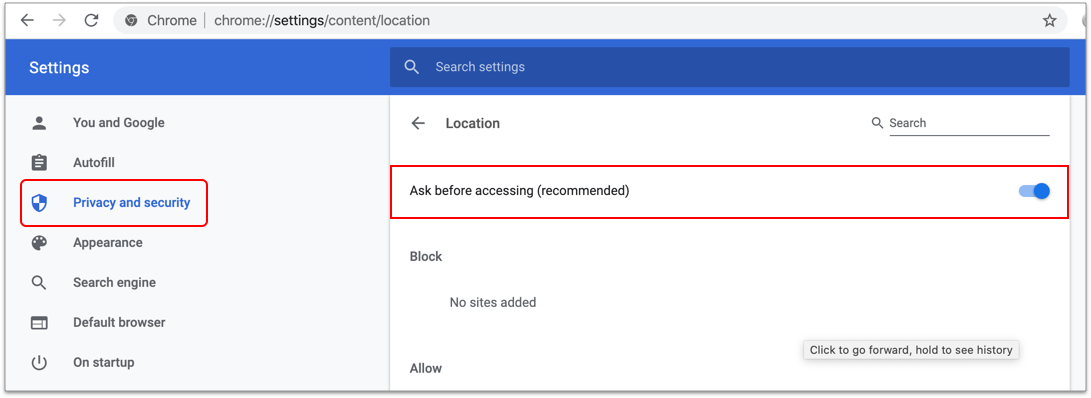 Chrome | chrome://settings/content/location
Settings
Search settings
You and Google
Autofill
Privacy and security
Appearance
Search engine
Default browser
On startup
Location
Search
Ask before accessing (recommended)
Block
No sites added
Click to go forward, hold to see history
Allow